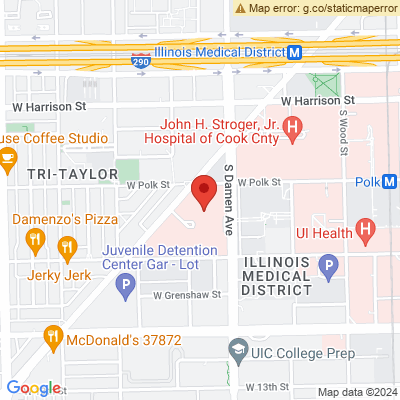 Map error: g.co/staticmaperror
Illinois Medical District
M
290
W Harrison St
W Harrison St
John H. Stroger, Jr.
Hospital of Cook Cnty
H
S Wood St
use Coffee Studio
TRI-TAYLOR
W Polk St
W Polk St
Polk
M
S Damen Ave
Damenzo's Pizza
UI Health
H
Juvenile Detention
Center Gar - Lot
P
Jerky Jerk
ILLINOIS
MEDICAL
DISTRICT
P
W Grenshaw St
McDonald's 37872
UIC College Prep
W 13th St
Google
Map data ©2024